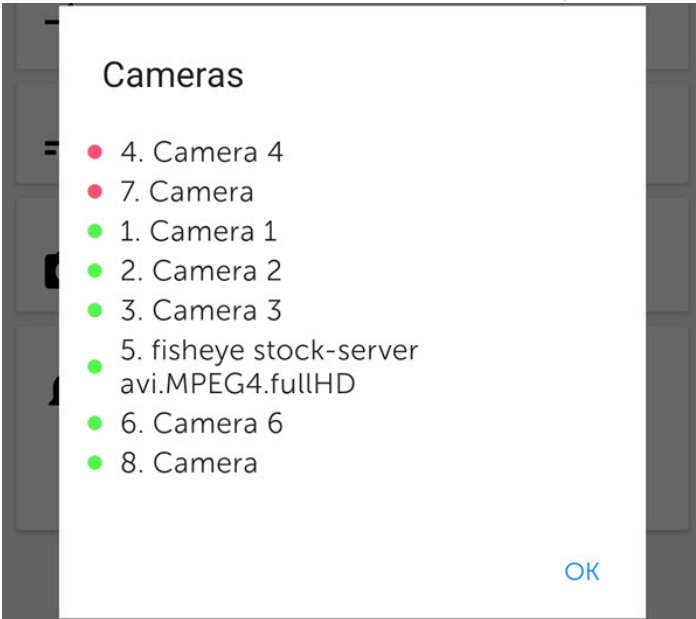 Cameras
4. Camera 4
7. Camera
1. Camera 1
2. Camera 2
3. Camera 3
5. fisheye stock-server
avi.MPEG4.fullHD
6. Camera 6
8. Camera
OK